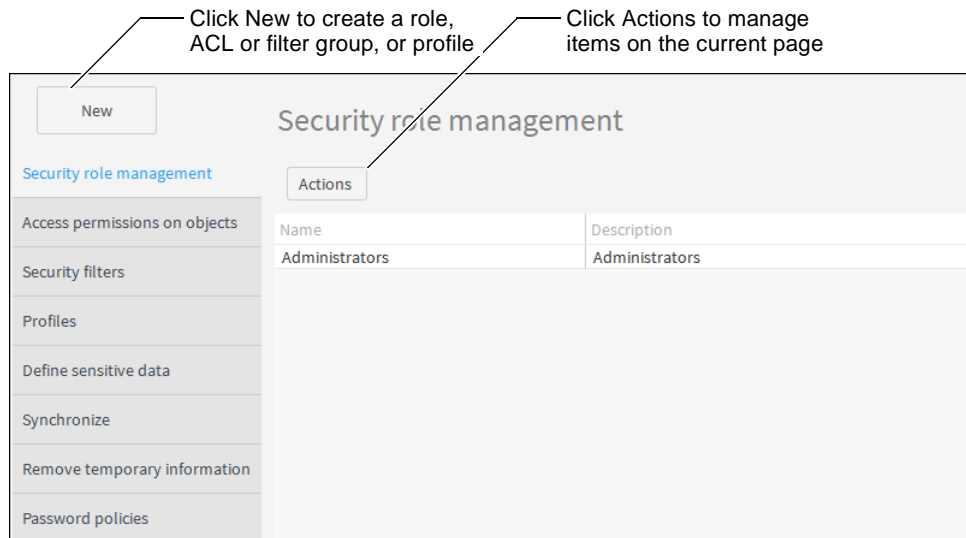 Click New to create a role,
ACL or filter group, or profile
Click Actions to manage
items on the current page
New
Security role management
Access permissions on objects
Security filters
Profiles
Define sensitive data
Synchronize
Remove temporary information
Password policies
Security role management
Actions
Name Description
Administrators Administrators